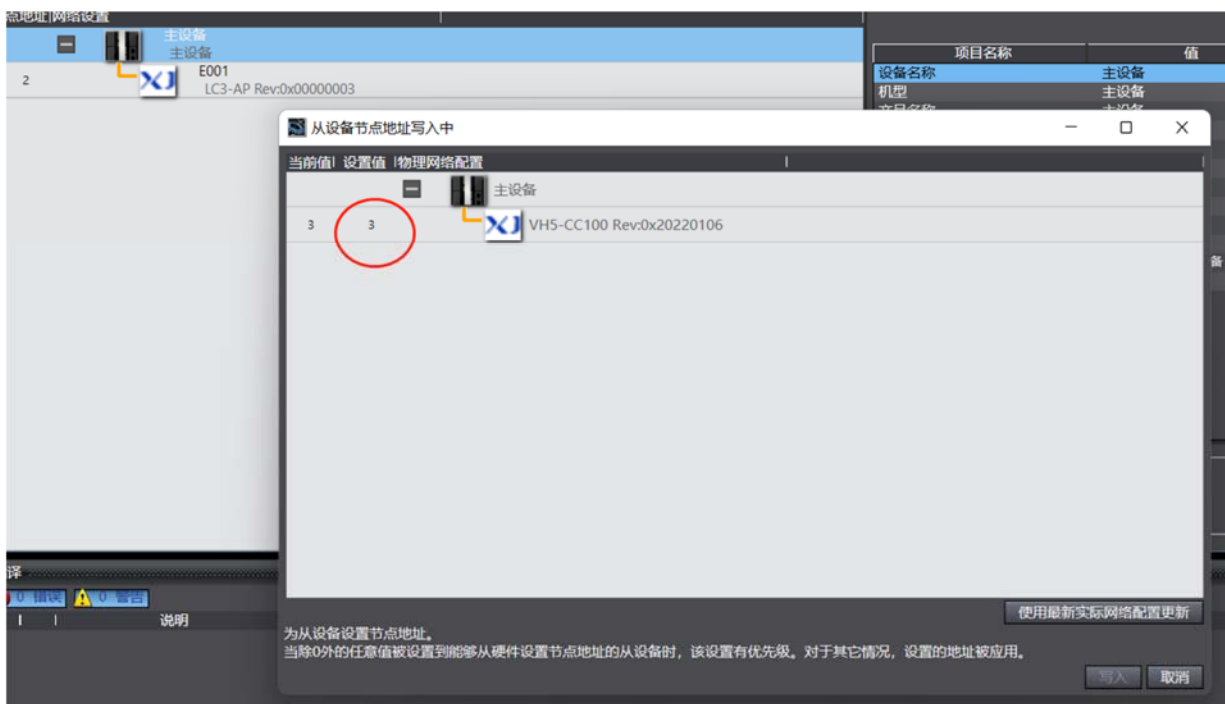 点地址|网络设置
主设备
主设备
2
E001
LC3-AP Rev:0x00000003
项目名称 值
设备名称 主设备
机型 主设备
主设备
从设备节点地址写入中
当前值| 设置值 |物理网络配置
主设备
3 3 VH5-CC100 Rev:0x20220106
备
译
0 错误 0 警告
说明
使用最新实际网络配置更新
为从设备设置节点地址。
当除0外的任意值被设置到能够从硬件设置节点地址的从设备时，该设置有优先级。对于其它情况，设置的地址被应用。
写入 取消